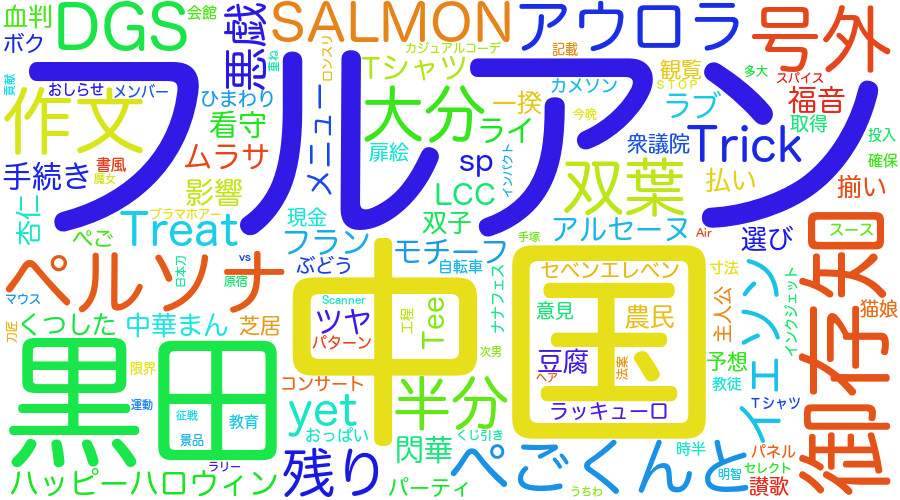 血判
DGS
会館
悪戯
SALMON
アウロラ
号外
ボク
ロンスリ
重ね
カジュアルコーデ
記載
貢献
おしらせ
メンバー
Tシャツ
観覧
STOP
スパイス
多大
フルアン
作文
ひまわり
メニュー
大分
一揆
カメソン
ラブ
福音
今晩
取得
看守
ライ
投入
手続き
書風
魔女
ムラサ
扉絵
sp
インパクト
衆議院
Trick
確保
影響
LCC
双葉
払い
揃い
杏仁
ブラマホアー
Treat
現金
双子
手塚
Air
ぺご
フラン
モチーフ
アルセーヌ
選び
スース
vs
ペルソナ
日本刀
原宿
ぶどう
自転車
セベンエレベン
寸法
御存知
マウス
Scanner
ナナフェス
主人公
インクジェット
猫娘
くつした
中華まん
芝居
ツヤ
工程
Tee
意見
農民
イエソン
刀匠
パターン
中国
黒田
次男
豆腐
法案
予想
限界
コンサート
ヘア
教徒
運動
征戦
教育
yet
半分
ラッキューロ
Tシャツ
景品
おっぱい
閃華
くじ引き
ぺごくんと
時半
パネル
ラリー
残り
明智
セレクト
ハッピーハロウィン
パーティ
うちわ
讃歌